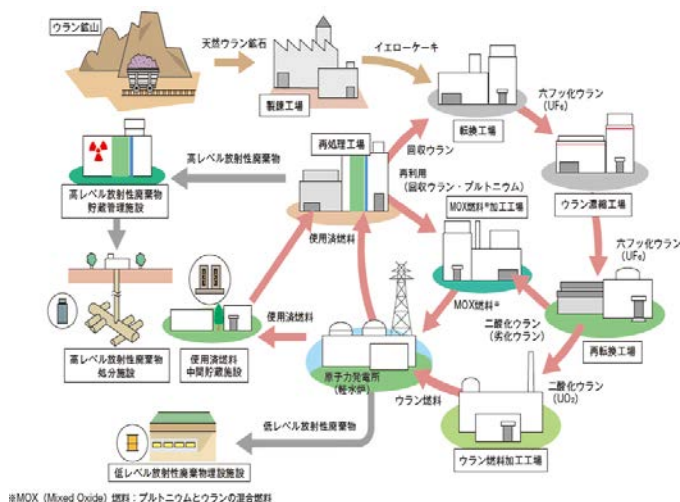 ウラン鉱山
天然ウラン鉱石
製錬工場
イエローケーキ
転換工場
六フッ化ウラン
(UF₆)
ウラン濃縮工場
六フッ化ウラン
(UF₆)
再転換工場
二酸化ウラン
(UO₂)
ウラン燃料加工工場
ウラン燃料
二酸化ウラン
(劣化ウラン)
MOX燃料※加工工場
MOX燃料※
再処理工場
回収ウラン
再利用
(回収ウラン・プルトニウム)
使用済燃料
高レベル放射性廃棄物
高レベル放射性廃棄物
貯蔵管理施設
高レベル放射性廃棄物
処分施設
使用済燃料
中間貯蔵施設
使用済燃料
原子力発電所
(軽水炉)
低レベル放射性廃棄物
低レベル放射性廃棄物埋設施設
※MOX (Mixed Oxide) 燃料:プルトニウムとウランの混合燃料